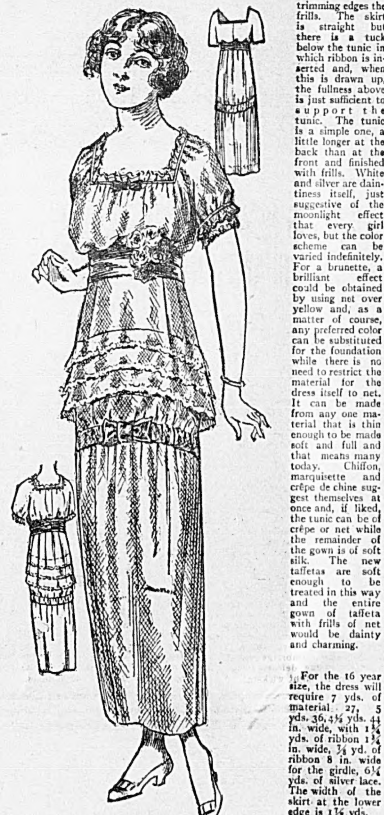 trimming edges the
frills. The skirt
is straight but
there is a tuck
below the tunic in
which ribbon is in-
serted and, when
this is drawn up,
the fullness above
is just sufficient to
support the
tunic. The tunic
is a simple one, a
little longer at the
back than at the
front and finished
with frills. White
and silver are dain-
tiness itself, just
suggestive of the
moonlight effect
that every girl
loves, but the color
scheme can be
varied indefinitely.
For a brunette, a
brilliant effect
could be obtained
by using net over
yellow and, as a
matter of course,
any preferred color
can be substituted
for the foundation
while there is no
need to restrict the
material for the
dress itself to net.
It can be made
from any one ma-
terial that is thin
enough to be made
soft and full and
that means many
today. Chiffon,
marquisette and
crêpe de chine sug-
gest themselves at
once and, if liked,
the tunic can be of
crêpe or net while
the remainder of
the gown is of soft
silk. The new
taffetas are soft
enough to be
treated in this way
and the entire
gown of taffeta
with frills of net
would be dainty
and charming.
For the 16 year
size, the dress will
require 7 yds. of
material 27, 5
yds. 36, 4½ yds. 44
in. wide, with 1¾
yds. of ribbon 1¾
in. wide, ⅞ yd. of
ribbon 8 in. wide
for the girdle, 6¼
yds. of silver lace.
The width of the
skirt at the lower
edge is 1¾ yds.